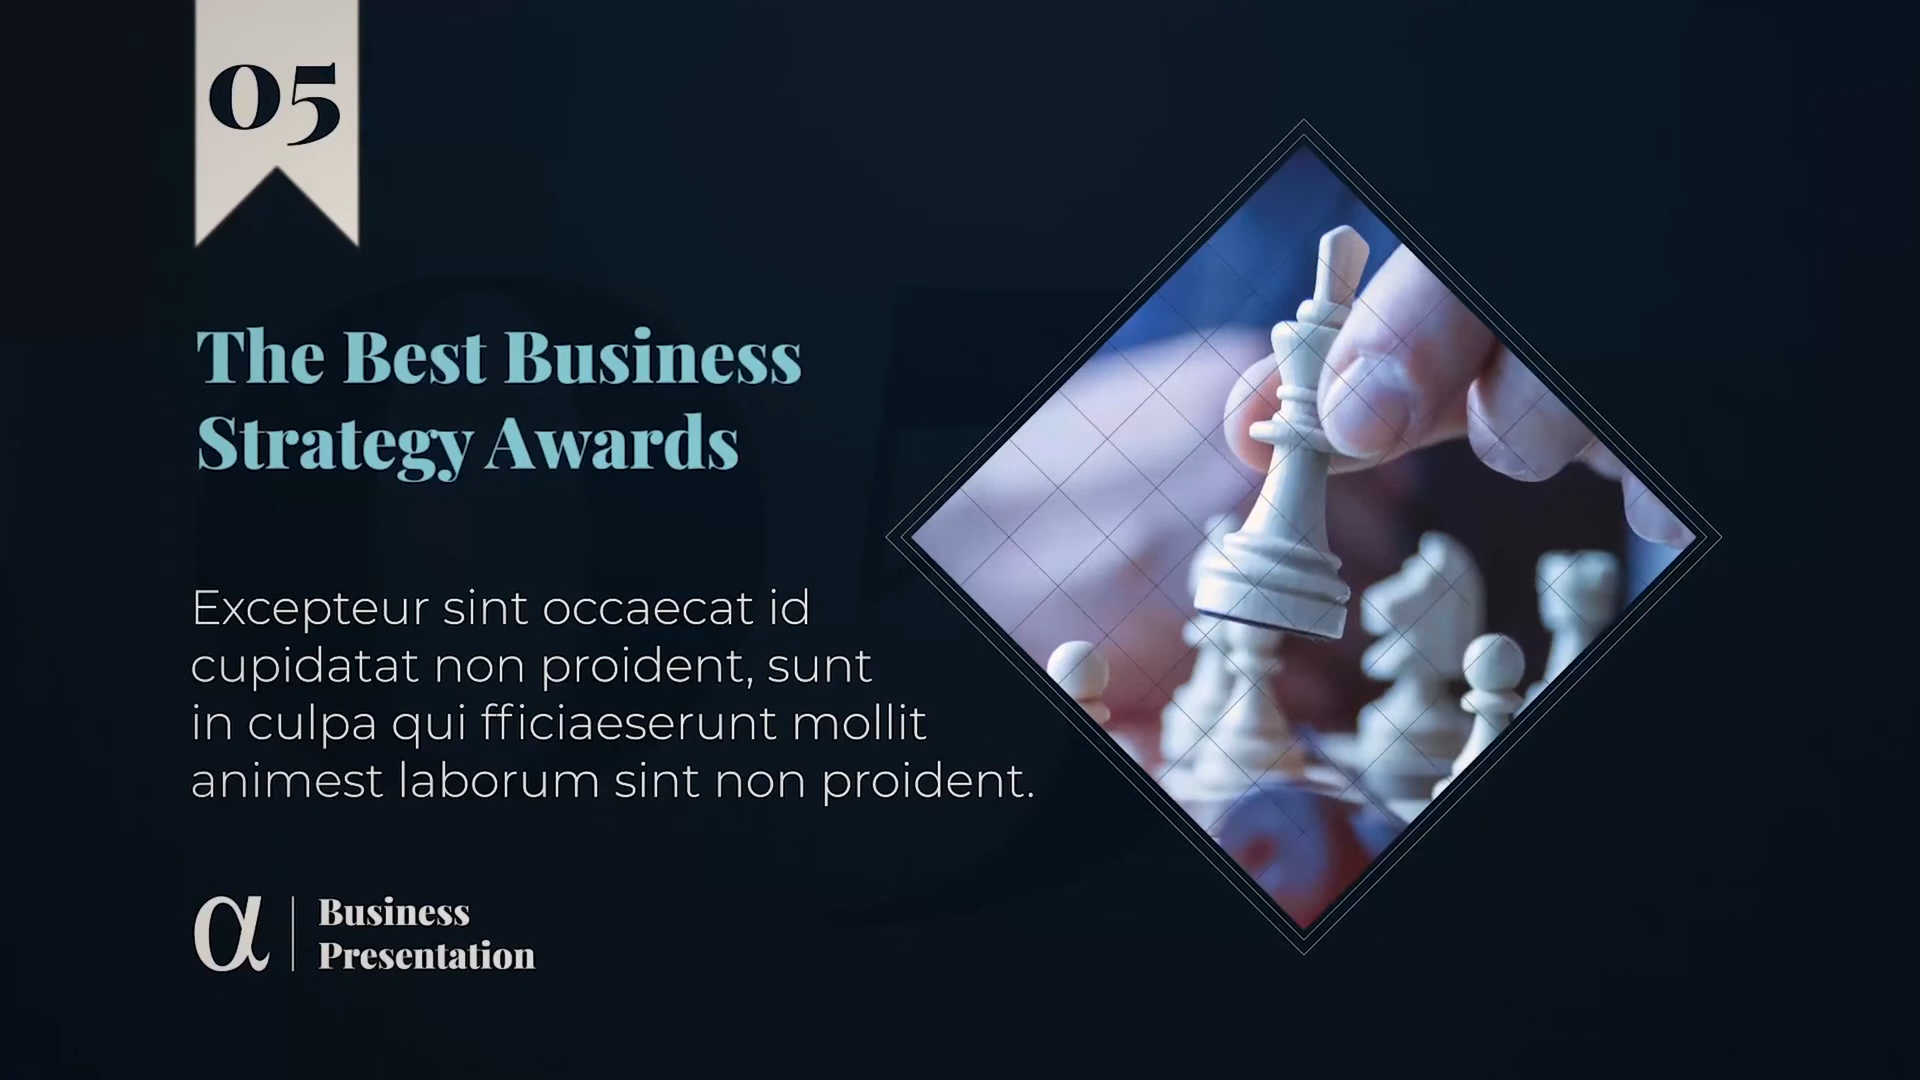 05
The Best Business
Strategy Awards
Excepteur sint occaecat id
cupidatat non proident, sunt
in culpa qui fficiaeserunt mollit
animest laborum sint non proident.
α
Business
Presentation